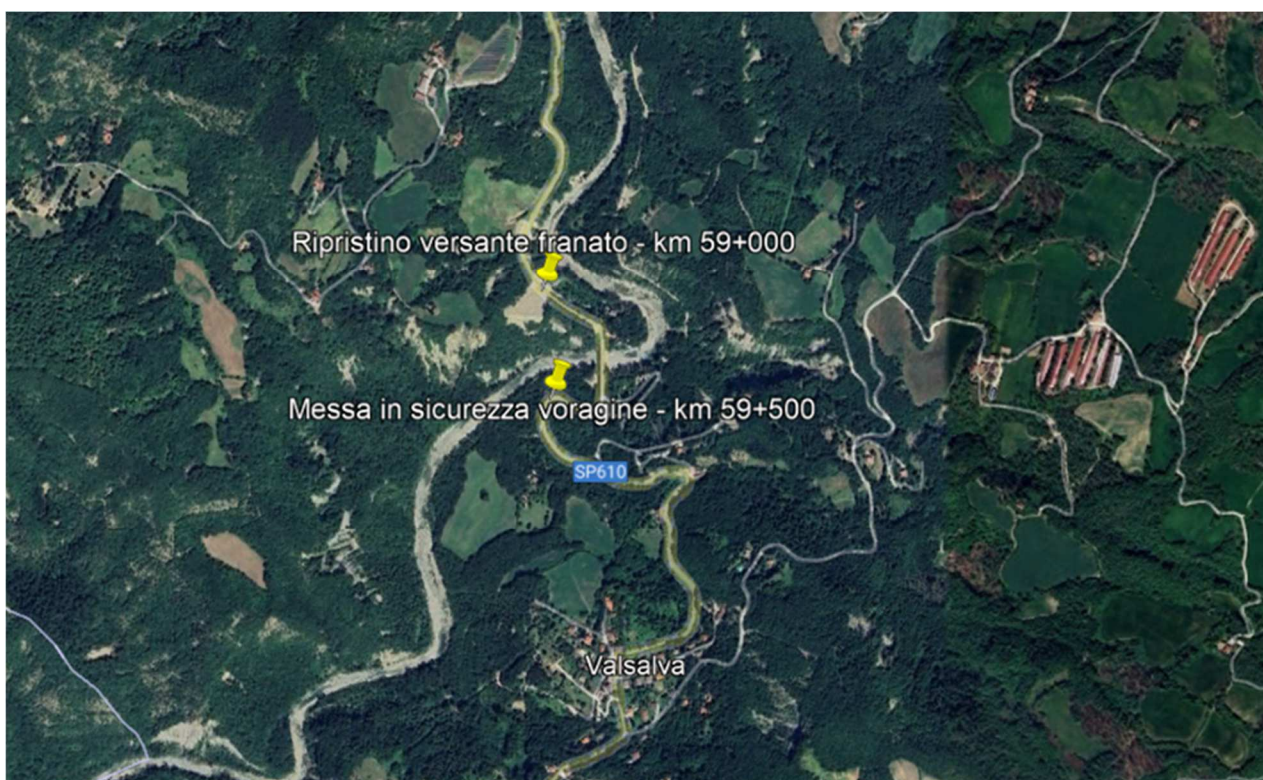 Ripristino versante franato - km 59+000
Messa in sicurezza voragine - km 59+500
SP610
Valsalva